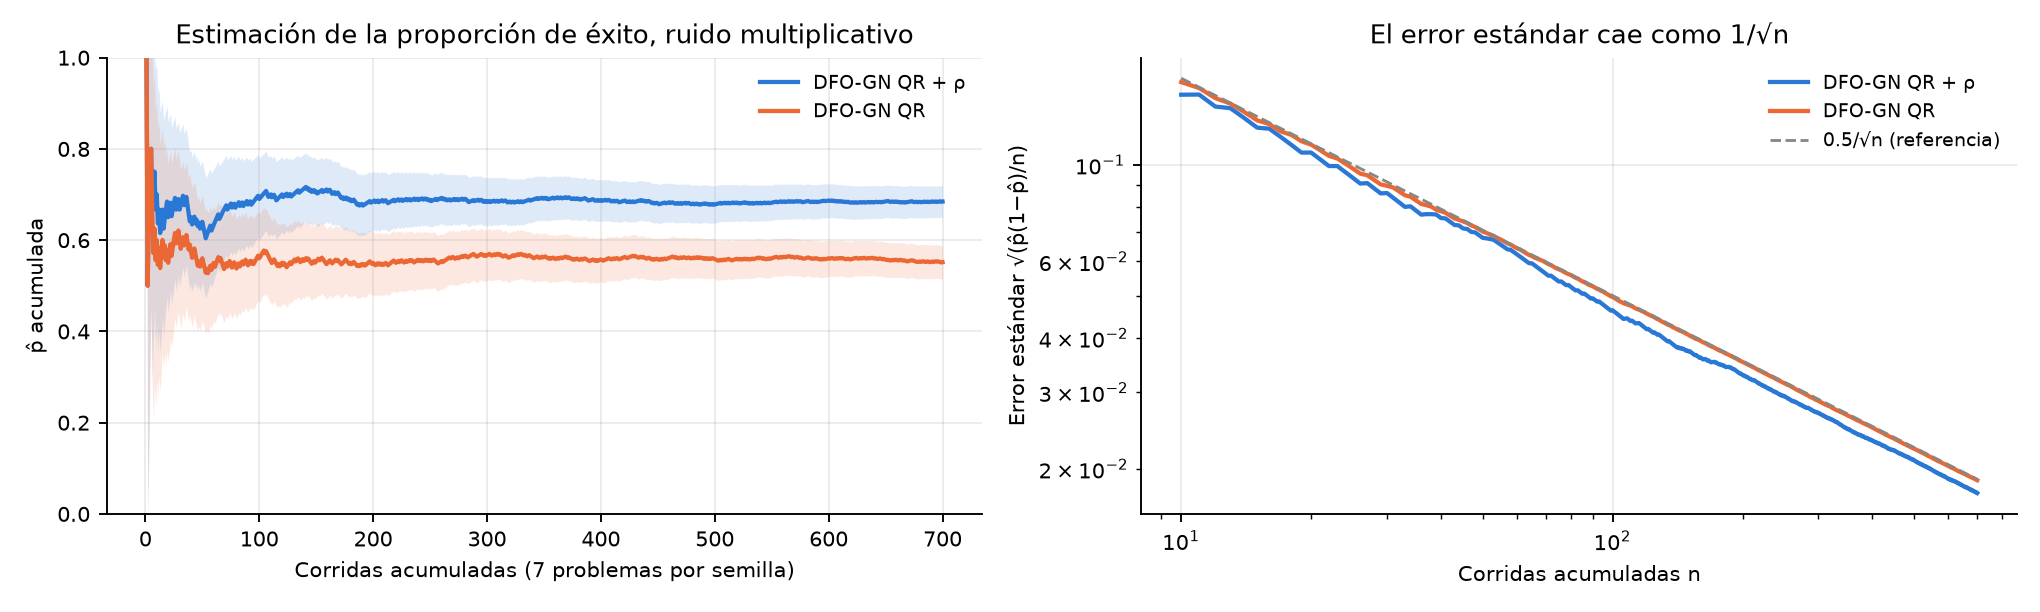 Estimación de la proporción de éxito, ruido multiplicativo
DFO-GN QR + ρ
DFO-GN QR
p̂ acumulada
1.0
0.8
0.6
0.4
0.2
0.0
0 100 200 300 400 500 600 700
Corridas acumuladas (7 problemas por semilla)
El error estándar cae como 1/√n
DFO-GN QR + ρ
DFO-GN QR
0.5/√n (referencia)
Error estándar √(p̂(1−p̂)/n)
10⁻¹
6 × 10⁻²
4 × 10⁻²
3 × 10⁻²
2 × 10⁻²
10¹ 10²
Corridas acumuladas n